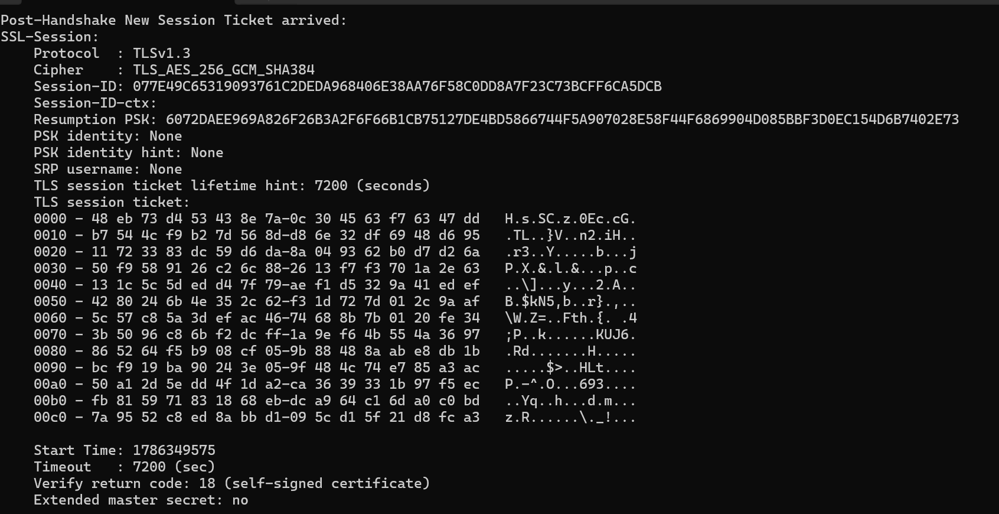 Post-Handshake New Session Ticket arrived:
SSL-Session:
    Protocol  : TLSv1.3
    Cipher    : TLS_AES_256_GCM_SHA384
    Session-ID: 077E49C65319093761C2DEDA968406E38AA76F58C0DD8A7F23C73BCFF6CA5DCB
    Session-ID-ctx:
    Resumption PSK: 6072DAEE969A826F26B3A2F6F66B1CB75127DE4BD5866744F5A907028E58F44F6869904D085BBF3D0EC154D6B7402E73
    PSK identity: None
    PSK identity hint: None
    SRP username: None
    TLS session ticket lifetime hint: 7200 (seconds)
    TLS session ticket:
    0000 - 48 eb 73 d4 53 43 8e 7a-0c 30 45 63 f7 63 47 dd   H.s.SC.z.0Ec.cG.
    0010 - b7 54 4c f9 b2 7d 56 8d-d8 6e 32 df 69 48 d6 95   .TL..}V..n2.iH..
    0020 - 11 72 33 83 dc 59 d6 da-8a 04 93 62 b0 d7 d2 6a   .r3..Y.....b...j
    0030 - 50 f9 58 91 26 c2 6c 88-26 13 f7 f3 70 1a 2e 63   P.X.&.l.&...p..c
    0040 - 13 1c 5c 5d ed d4 7f 79-ae f1 d5 32 9a 41 ed ef   ..\]...y...2.A..
    0050 - 42 80 24 6b 4e 35 2c 62-f3 1d 72 7d 01 2c 9a af   B.$kN5,b..r}.,..
    0060 - 5c 57 c8 5a 3d ef ac 46-74 68 8b 7b 01 20 fe 34   \W.Z=..Fth.{. .4
    0070 - 3b 50 96 c8 6b f2 dc ff-1a 9e f6 4b 55 4a 36 97   ;P..k......KUJ6.
    0080 - 86 52 64 f5 b9 08 cf 05-9b 88 48 8a ab e8 db 1b   .Rd.......H.....
    0090 - bc f9 19 ba 90 24 3e 05-9f 48 4c 74 e7 85 a3 ac   .....$>..HLt....
    00a0 - 50 a1 2d 5e dd 4f 1d a2-ca 36 39 33 1b 97 f5 ec   P.-^.O...693....
    00b0 - fb 81 59 71 83 18 68 eb-dc a9 64 c1 6d a0 c0 bd   ..Yq..h...d.m...
    00c0 - 7a 95 52 c8 ed 8a bb d1-09 5c d1 5f 21 d8 fc a3   z.R......\._!...

    Start Time: 1786349575
    Timeout   : 7200 (sec)
    Verify return code: 18 (self-signed certificate)
    Extended master secret: no